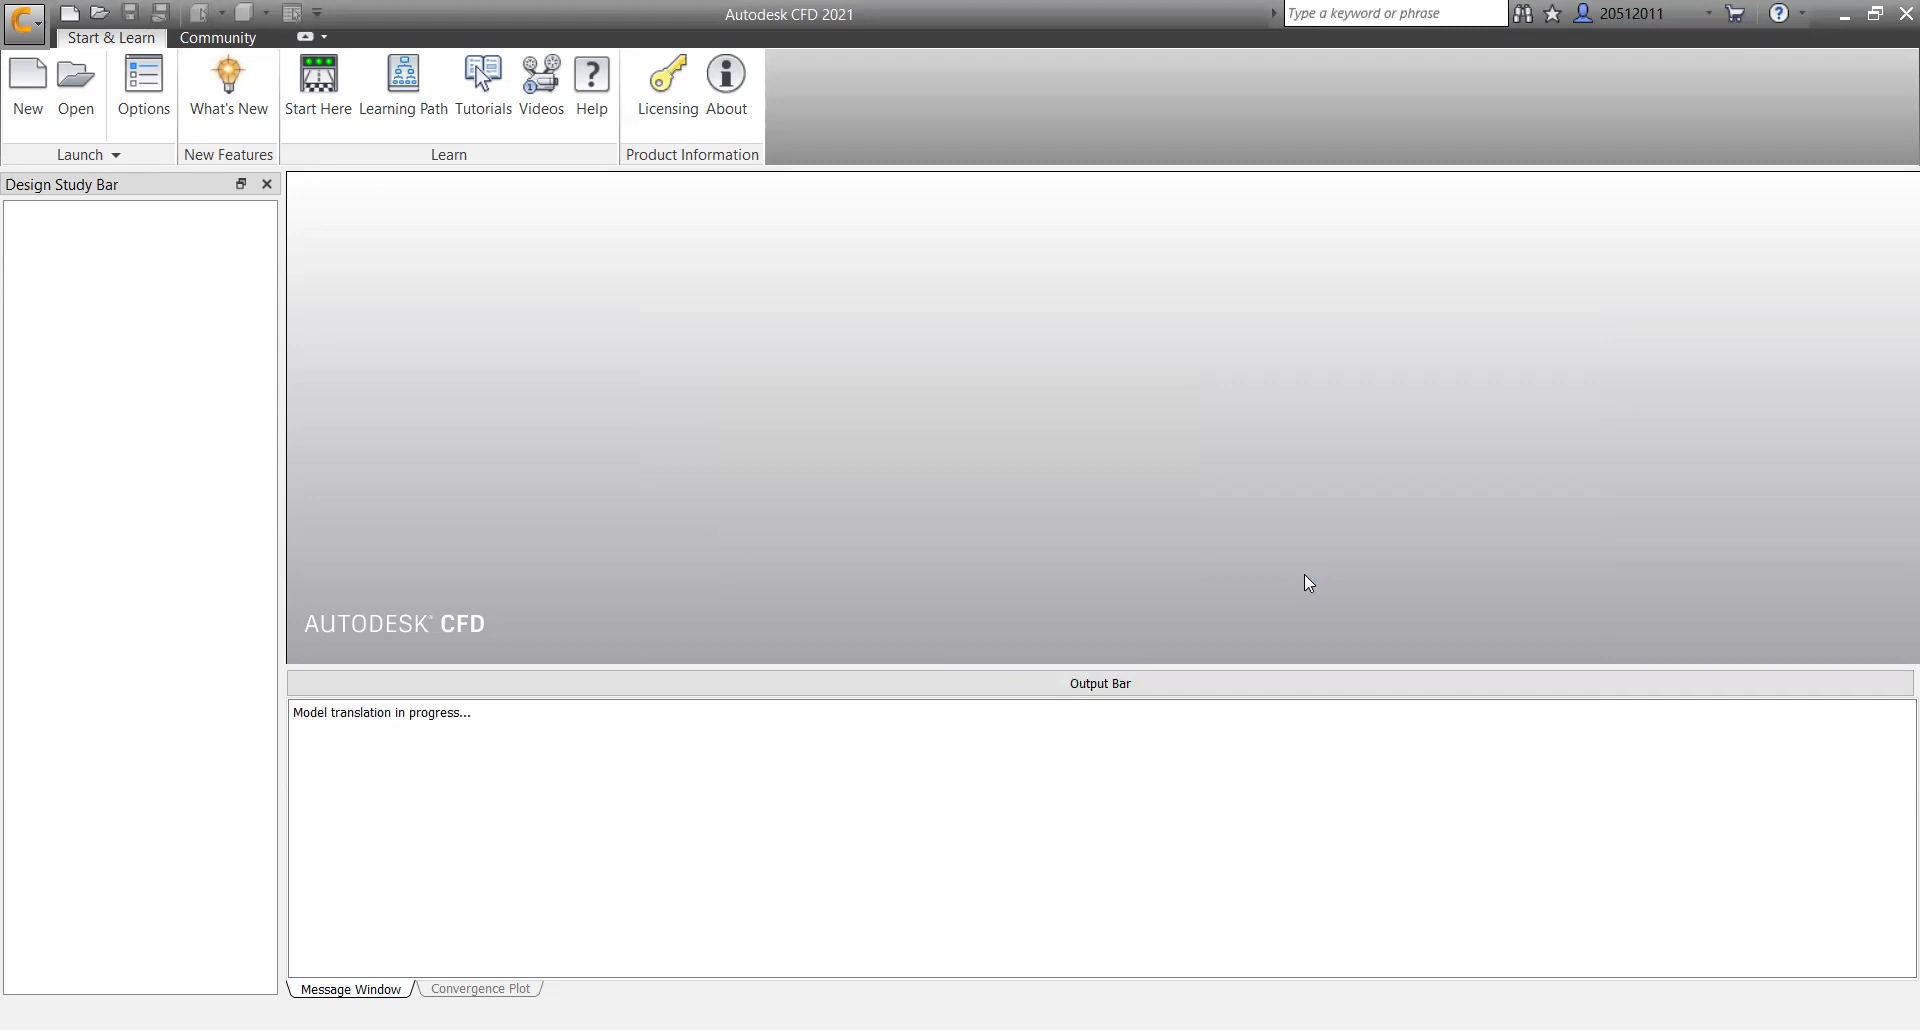 Autodesk CFD 2021
Type a keyword or phrase
20512011
Start & Learn
Community
New
Open
Options
What's New
Start Here
Learning Path
Tutorials
Videos
Help
Licensing
About
Launch
New Features
Learn
Product Information
Design Study Bar
AUTODESK® CFD
Output Bar
Model translation in progress...
Message Window
Convergence Plot